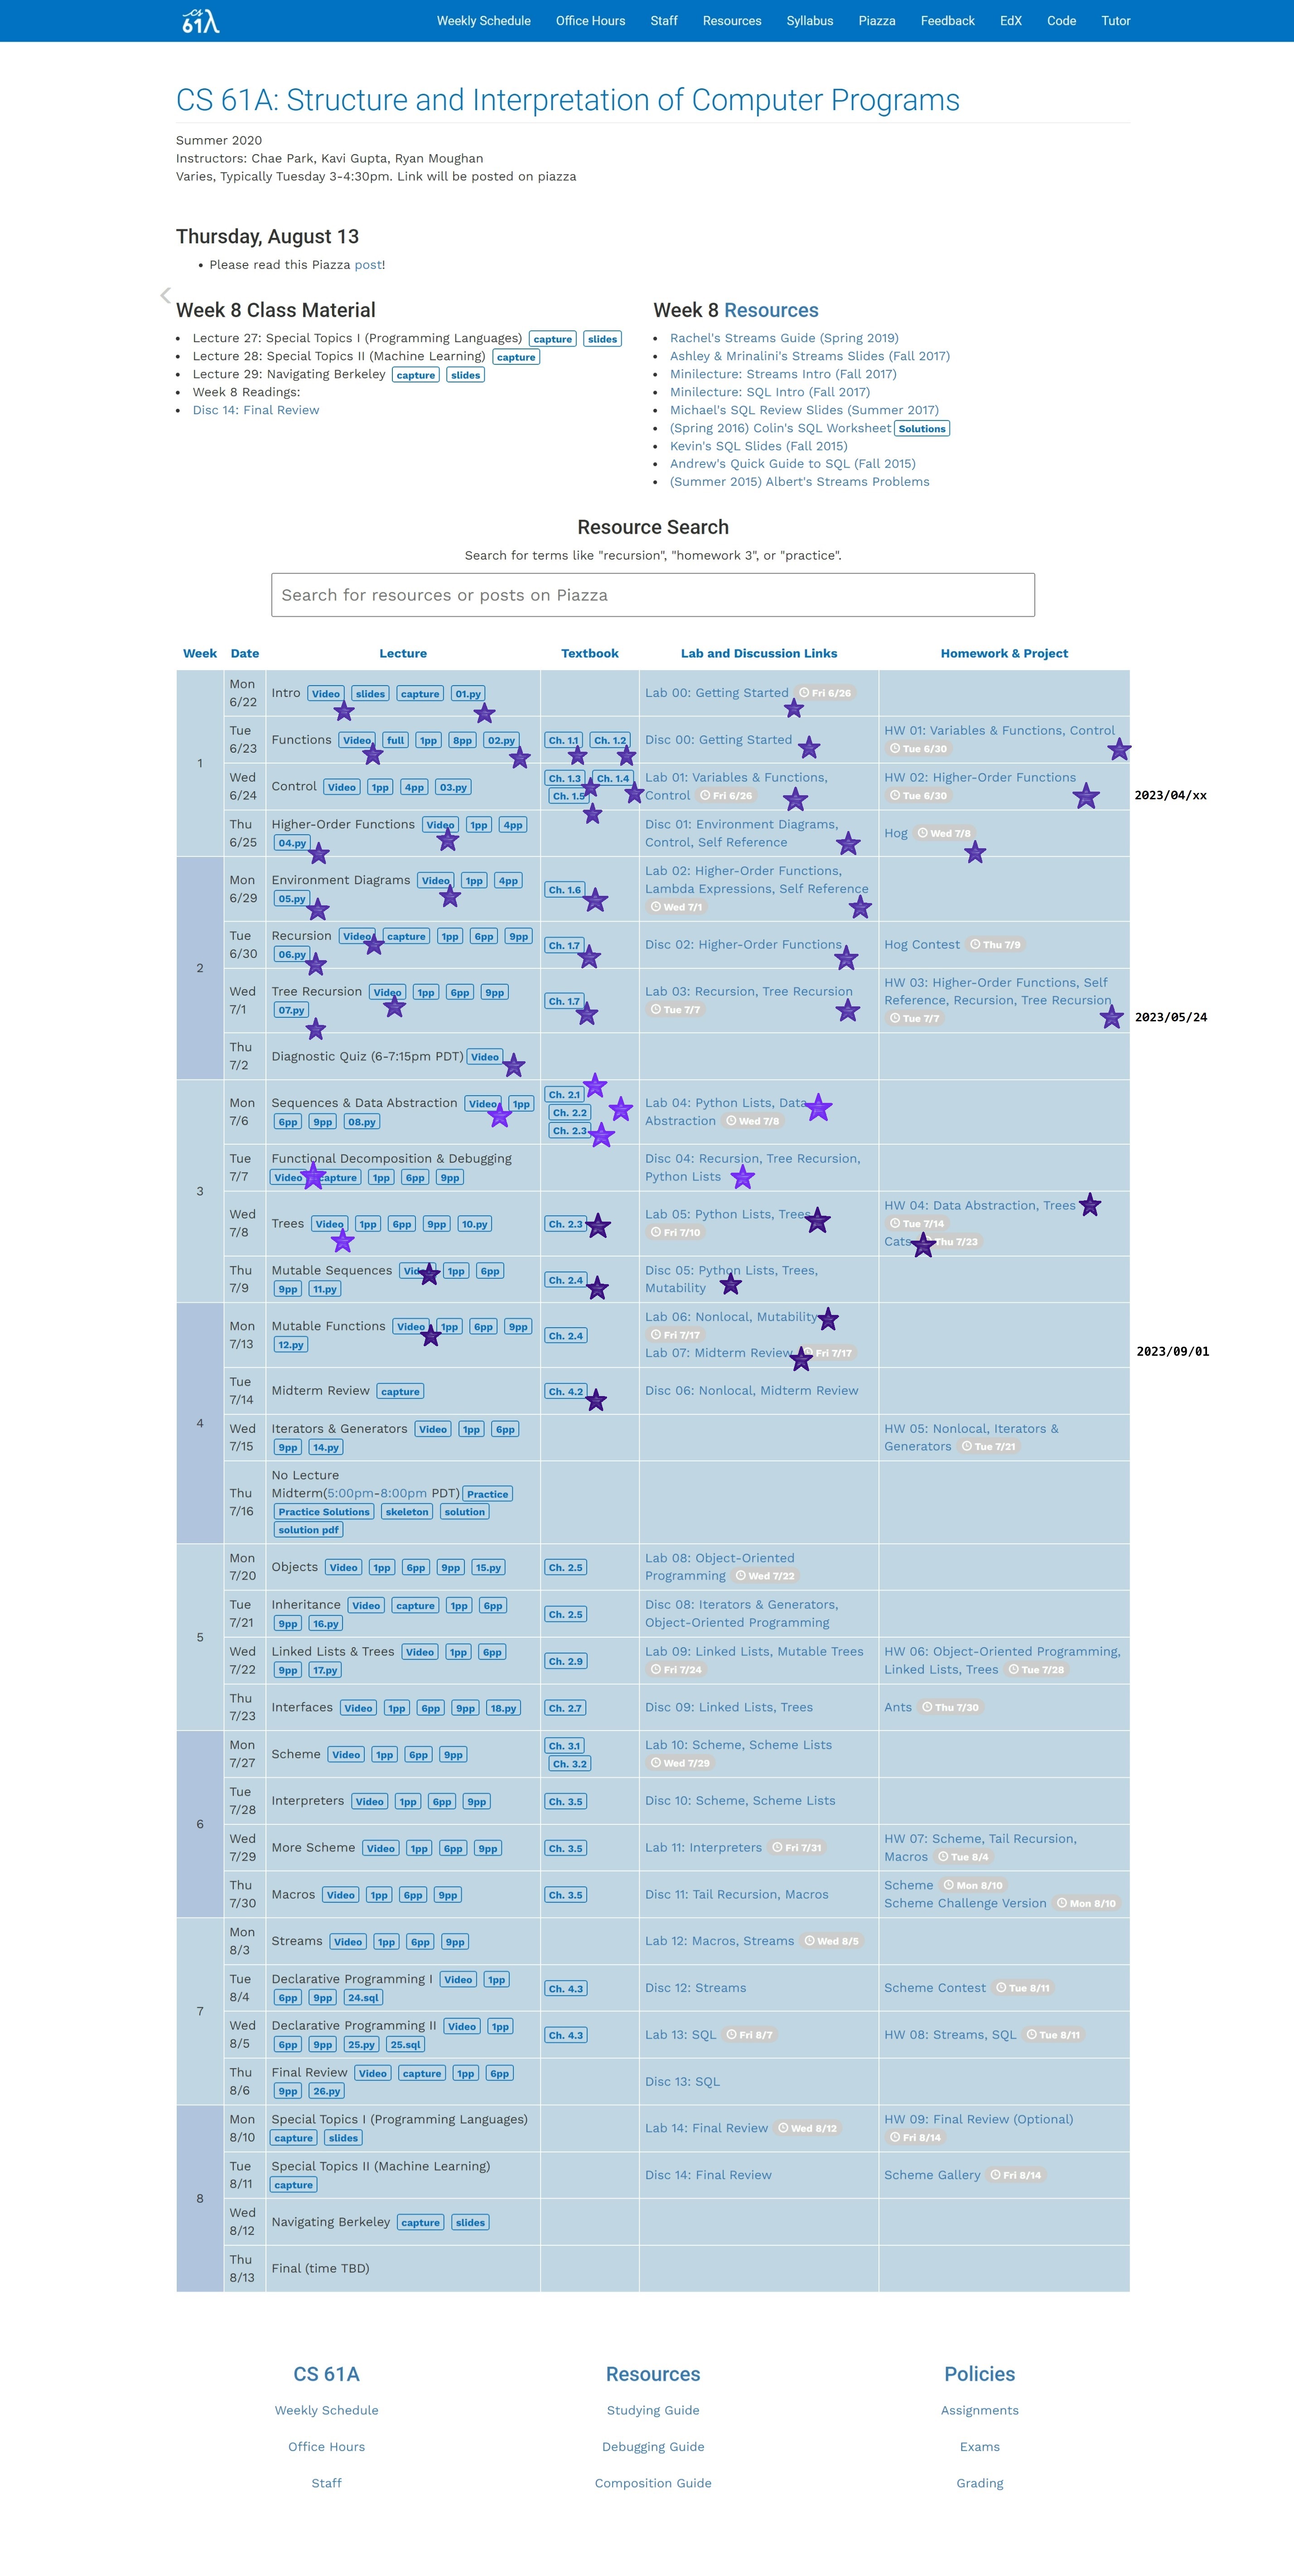 CS 61A
Weekly Schedule Office Hours Staff Resources Syllabus Piazza Feedback EdX Code Tutor
CS 61A: Structure and Interpretation of Computer Programs
Summer 2020
Instructors: Chae Park, Kavi Gupta, Ryan Moughan
Varies, Typically Tuesday 3-4:30pm. Link will be posted on piazza
Thursday, August 13
• Please read this Piazza post!
Week 8 Class Material
• Lecture 27: Special Topics I (Programming Languages) capture slides
• Lecture 28: Special Topics II (Machine Learning) capture
• Lecture 29: Navigating Berkeley capture slides
• Week 8 Readings:
• Disc 14: Final Review
Week 8 Resources
• Rachel's Streams Guide (Spring 2019)
• Ashley & Mrinalini's Streams Slides (Fall 2017)
• Minilecture: Streams Intro (Fall 2017)
• Minilecture: SQL Intro (Fall 2017)
• Michael's SQL Review Slides (Summer 2017)
• (Spring 2016) Colin's SQL Worksheet Solutions
• Kevin's SQL Slides (Fall 2015)
• Andrew's Quick Guide to SQL (Fall 2015)
• (Summer 2015) Albert's Streams Problems
Resource Search
Search for terms like "recursion", "homework 3", or "practice".
Search for resources or posts on Piazza
Week Date Lecture Textbook Lab and Discussion Links Homework & Project
1
Mon
6/22
Intro Video slides capture 01.py
Lab 00: Getting Started Fri 6/26
Tue
6/23
Functions Video full 1pp 8pp 02.py
Ch. 1.1 Ch. 1.2
Disc 00: Getting Started
HW 01: Variables & Functions, Control
Tue 6/30
Wed
6/24
Control Video 1pp 4pp 03.py
Ch. 1.3 Ch. 1.4
Ch. 1.5
Lab 01: Variables & Functions,
Control Fri 6/26
HW 02: Higher-Order Functions
Tue 6/30
2023/04/xx
Thu
6/25
Higher-Order Functions Video 1pp 4pp
04.py
Disc 01: Environment Diagrams,
Control, Self Reference
Hog Wed 7/8
2
Mon
6/29
Environment Diagrams Video 1pp 4pp
05.py
Ch. 1.6
Lab 02: Higher-Order Functions,
Lambda Expressions, Self Reference
Wed 7/1
Tue
6/30
Recursion Video capture 1pp 6pp 9pp
06.py
Ch. 1.7
Disc 02: Higher-Order Functions
Hog Contest Thu 7/9
Wed
7/1
Tree Recursion Video 1pp 6pp 9pp
07.py
Ch. 1.7
Lab 03: Recursion, Tree Recursion
Tue 7/7
HW 03: Higher-Order Functions, Self
Reference, Recursion, Tree Recursion
Tue 7/7
2023/05/24
Thu
7/2
Diagnostic Quiz (6-7:15pm PDT) Video
3
Mon
7/6
Sequences & Data Abstraction Video 1pp
6pp 9pp 08.py
Ch. 2.1
Ch. 2.2
Ch. 2.3
Lab 04: Python Lists, Data
Abstraction Wed 7/8
Tue
7/7
Functional Decomposition & Debugging
Video capture 1pp 6pp 9pp
Disc 04: Recursion, Tree Recursion,
Python Lists
Wed
7/8
Trees Video 1pp 6pp 9pp 10.py
Ch. 2.3
Lab 05: Python Lists, Trees
Fri 7/10
HW 04: Data Abstraction, Trees
Tue 7/14
Cats Thu 7/23
Thu
7/9
Mutable Sequences Video 1pp 6pp
9pp 11.py
Ch. 2.4
Disc 05: Python Lists, Trees,
Mutability
4
Mon
7/13
Mutable Functions Video 1pp 6pp 9pp
12.py
Ch. 2.4
Lab 06: Nonlocal, Mutability
Fri 7/17
Lab 07: Midterm Review Fri 7/17
2023/09/01
Tue
7/14
Midterm Review capture
Ch. 4.2
Disc 06: Nonlocal, Midterm Review
Wed
7/15
Iterators & Generators Video 1pp 6pp
9pp 14.py
HW 05: Nonlocal, Iterators &
Generators Tue 7/21
Thu
7/16
No Lecture
Midterm(5:00pm-8:00pm PDT) Practice
Practice Solutions skeleton solution
solution pdf
5
Mon
7/20
Objects Video 1pp 6pp 9pp 15.py
Ch. 2.5
Lab 08: Object-Oriented
Programming Wed 7/22
Tue
7/21
Inheritance Video capture 1pp 6pp
9pp 16.py
Ch. 2.5
Disc 08: Iterators & Generators,
Object-Oriented Programming
Wed
7/22
Linked Lists & Trees Video 1pp 6pp
9pp 17.py
Ch. 2.9
Lab 09: Linked Lists, Mutable Trees
Fri 7/24
HW 06: Object-Oriented Programming,
Linked Lists, Trees Tue 7/28
Thu
7/23
Interfaces Video 1pp 6pp 9pp 18.py
Ch. 2.7
Disc 09: Linked Lists, Trees
Ants Thu 7/30
6
Mon
7/27
Scheme Video 1pp 6pp 9pp
Ch. 3.1
Ch. 3.2
Lab 10: Scheme, Scheme Lists
Wed 7/29
Tue
7/28
Interpreters Video 1pp 6pp 9pp
Ch. 3.5
Disc 10: Scheme, Scheme Lists
Wed
7/29
More Scheme Video 1pp 6pp 9pp
Ch. 3.5
Lab 11: Interpreters Fri 7/31
HW 07: Scheme, Tail Recursion,
Macros Tue 8/4
Thu
7/30
Macros Video 1pp 6pp 9pp
Ch. 3.5
Disc 11: Tail Recursion, Macros
Scheme Mon 8/10
Scheme Challenge Version Mon 8/10
7
Mon
8/3
Streams Video 1pp 6pp 9pp
Lab 12: Macros, Streams Wed 8/5
Tue
8/4
Declarative Programming I Video 1pp
6pp 9pp 24.sql
Ch. 4.3
Disc 12: Streams
Scheme Contest Tue 8/11
Wed
8/5
Declarative Programming II Video 1pp
6pp 9pp 25.py 25.sql
Ch. 4.3
Lab 13: SQL Fri 8/7
HW 08: Streams, SQL Tue 8/11
Thu
8/6
Final Review Video capture 1pp 6pp
9pp 26.py
Disc 13: SQL
8
Mon
8/10
Special Topics I (Programming Languages)
capture slides
Lab 14: Final Review Wed 8/12
HW 09: Final Review (Optional)
Fri 8/14
Tue
8/11
Special Topics II (Machine Learning)
capture
Disc 14: Final Review
Scheme Gallery Fri 8/14
Wed
8/12
Navigating Berkeley capture slides
Thu
8/13
Final (time TBD)
CS 61A
Weekly Schedule
Office Hours
Staff
Resources
Studying Guide
Debugging Guide
Composition Guide
Policies
Assignments
Exams
Grading